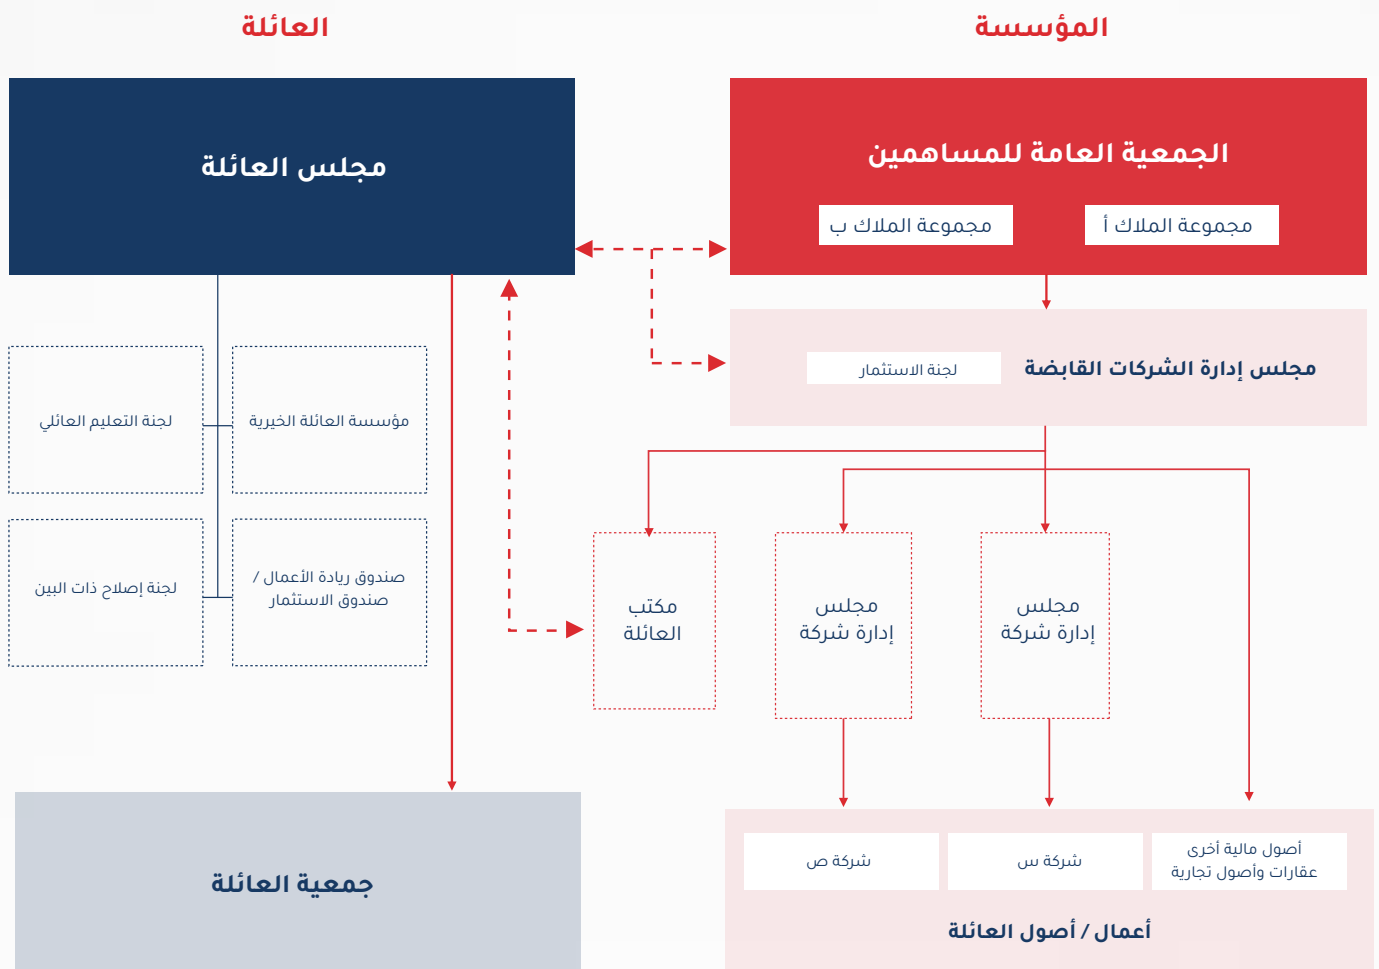 المؤسسة
العائلة
الجمعية العامة للمساهمين
مجموعة الملاك أ
مجموعة الملاك ب
مجلس العائلة
مجلس إدارة الشركات القابضة
لجنة الاستثمار
مؤسسة العائلة الخيرية
لجنة التعليم العائلي
صندوق ريادة الأعمال /
صندوق الاستثمار
لجنة إصلاح ذات البين
مجلس
إدارة شركة
مجلس
إدارة شركة
مكتب
العائلة
أصول مالية أخرى
عقارات وأصول تجارية
شركة س
شركة ص
أعمال / أصول العائلة
جمعية العائلة